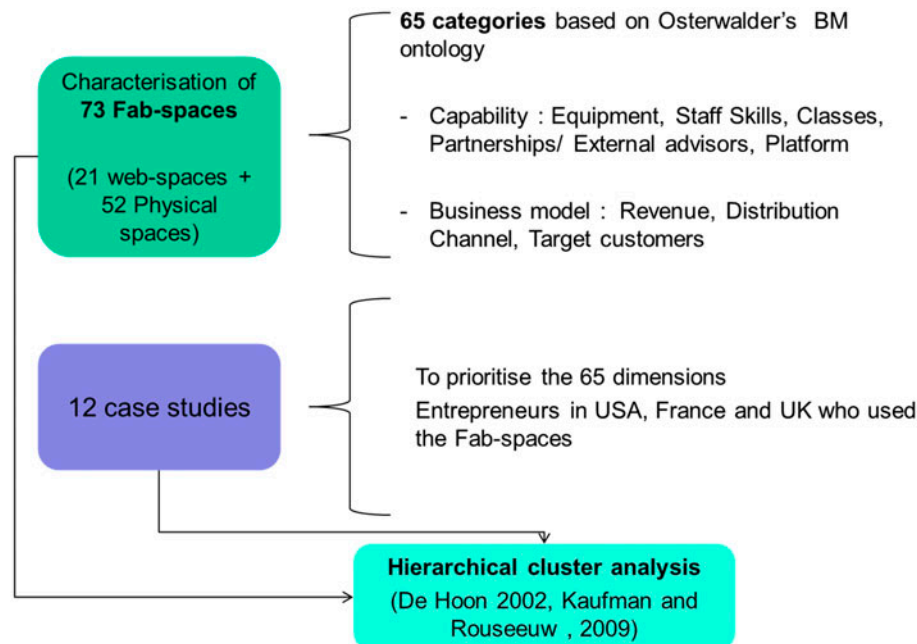 Characterisation of
73 Fab-spaces
(21 web-spaces +
52 Physical
spaces)
65 categories based on Osterwalder's BM
ontology
- Capability : Equipment, Staff Skills, Classes,
Partnerships/ External advisors, Platform
- Business model : Revenue, Distribution
Channel, Target customers
12 case studies
To prioritise the 65 dimensions
Entrepreneurs in USA, France and UK who used
the Fab-spaces
Hierarchical cluster analysis
(De Hoon 2002, Kaufman and
Rouseeuw , 2009)